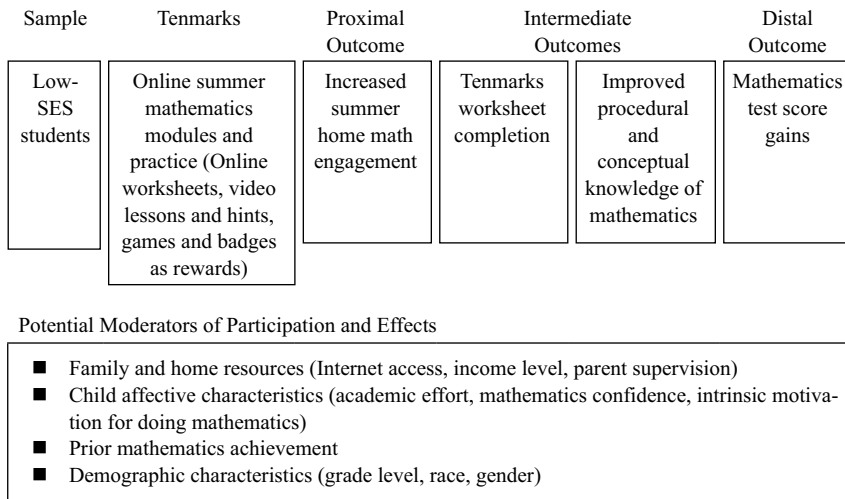 Sample
Tenmarks
Proximal
Outcome
Intermediate
Outcomes
Distal
Outcome
Low-
SES
students
Online summer
mathematics
modules and
practice (Online
worksheets, video
lessons and hints,
games and badges
as rewards)
Increased
summer
home math
engagement
Tenmarks
worksheet
completion
Improved
procedural
and
conceptual
knowledge of
mathematics
Mathematics
test score
gains
Potential Moderators of Participation and Effects
■ Family and home resources (Internet access, income level, parent supervision)
■ Child affective characteristics (academic effort, mathematics confidence, intrinsic motiva-
tion for doing mathematics)
■ Prior mathematics achievement
■ Demographic characteristics (grade level, race, gender)